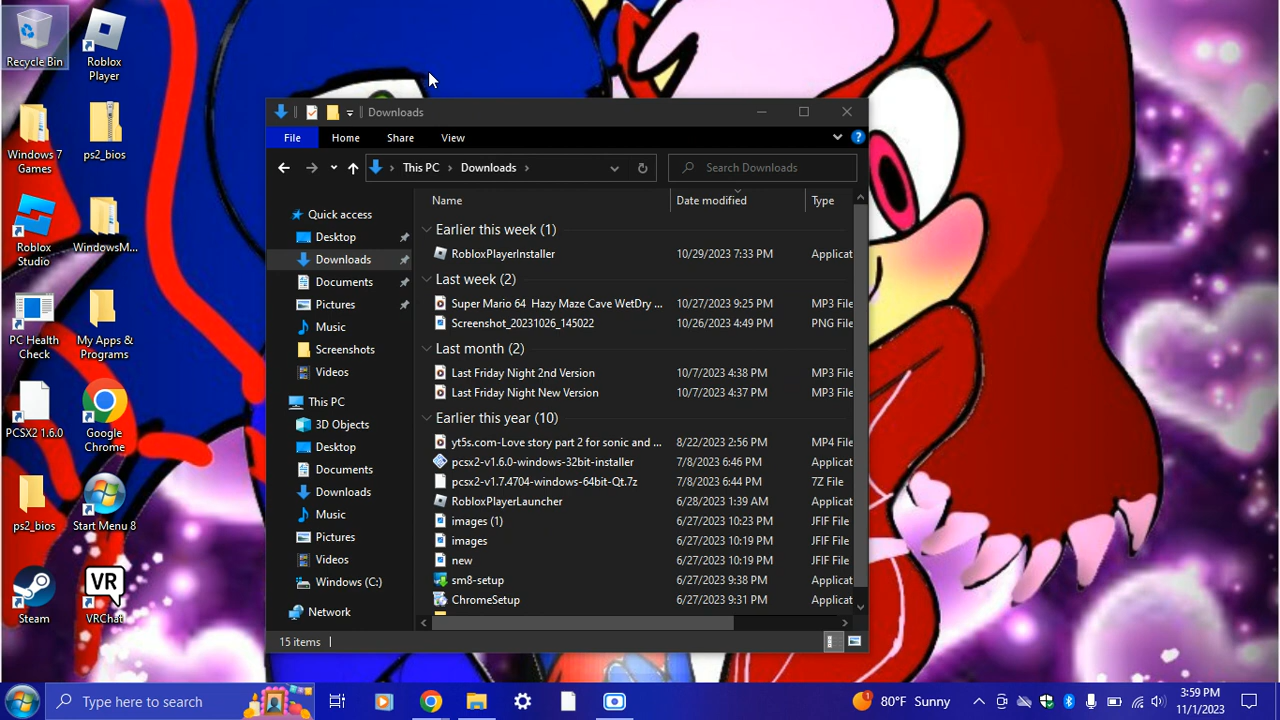 Recycle Bin
Roblox
Player
Windows 7
Games
ps2_bios
Roblox
Studio
WindowsM...
PC Health
Check
My Apps &
Programs
PCSX2 1.6.0
Google
Chrome
ps2_bios
Start Menu 8
Steam
VR
VRChat
Downloads
File
Home
Share
View
This PC
Downloads
Search Downloads
Quick access
Desktop
Downloads
Documents
Pictures
Music
Screenshots
Videos
This PC
3D Objects
Desktop
Documents
Downloads
Music
Pictures
Videos
Windows (C:)
Network
Name Date modified Type
Earlier this week (1)
RobloxPlayerInstaller 10/29/2023 7:33 PM Applicat
Last week (2)
Super Mario 64  Hazy Maze Cave WetDry ... 10/27/2023 9:25 PM MP3 File
Screenshot_20231026_145022 10/26/2023 4:49 PM PNG File
Last month (2)
Last Friday Night 2nd Version 10/7/2023 4:38 PM MP3 File
Last Friday Night New Version 10/7/2023 4:37 PM MP3 File
Earlier this year (10)
yt5s.com-Love story part 2 for sonic and ... 8/22/2023 2:56 PM MP4 File
pcsx2-v1.6.0-windows-32bit-installer 7/8/2023 6:46 PM Applicat
pcsx2-v1.7.4704-windows-64bit-Qt.7z 7/8/2023 6:44 PM 7Z File
RobloxPlayerLauncher 6/28/2023 1:39 AM Applicat
images (1) 6/27/2023 10:23 PM JFIF File
images 6/27/2023 10:19 PM JFIF File
new 6/27/2023 10:19 PM JFIF File
sm8-setup 6/27/2023 9:38 PM Applicat
ChromeSetup 6/27/2023 9:31 PM Applicat
15 items
Type here to search
1
80°F Sunny
3:59 PM
11/1/2023